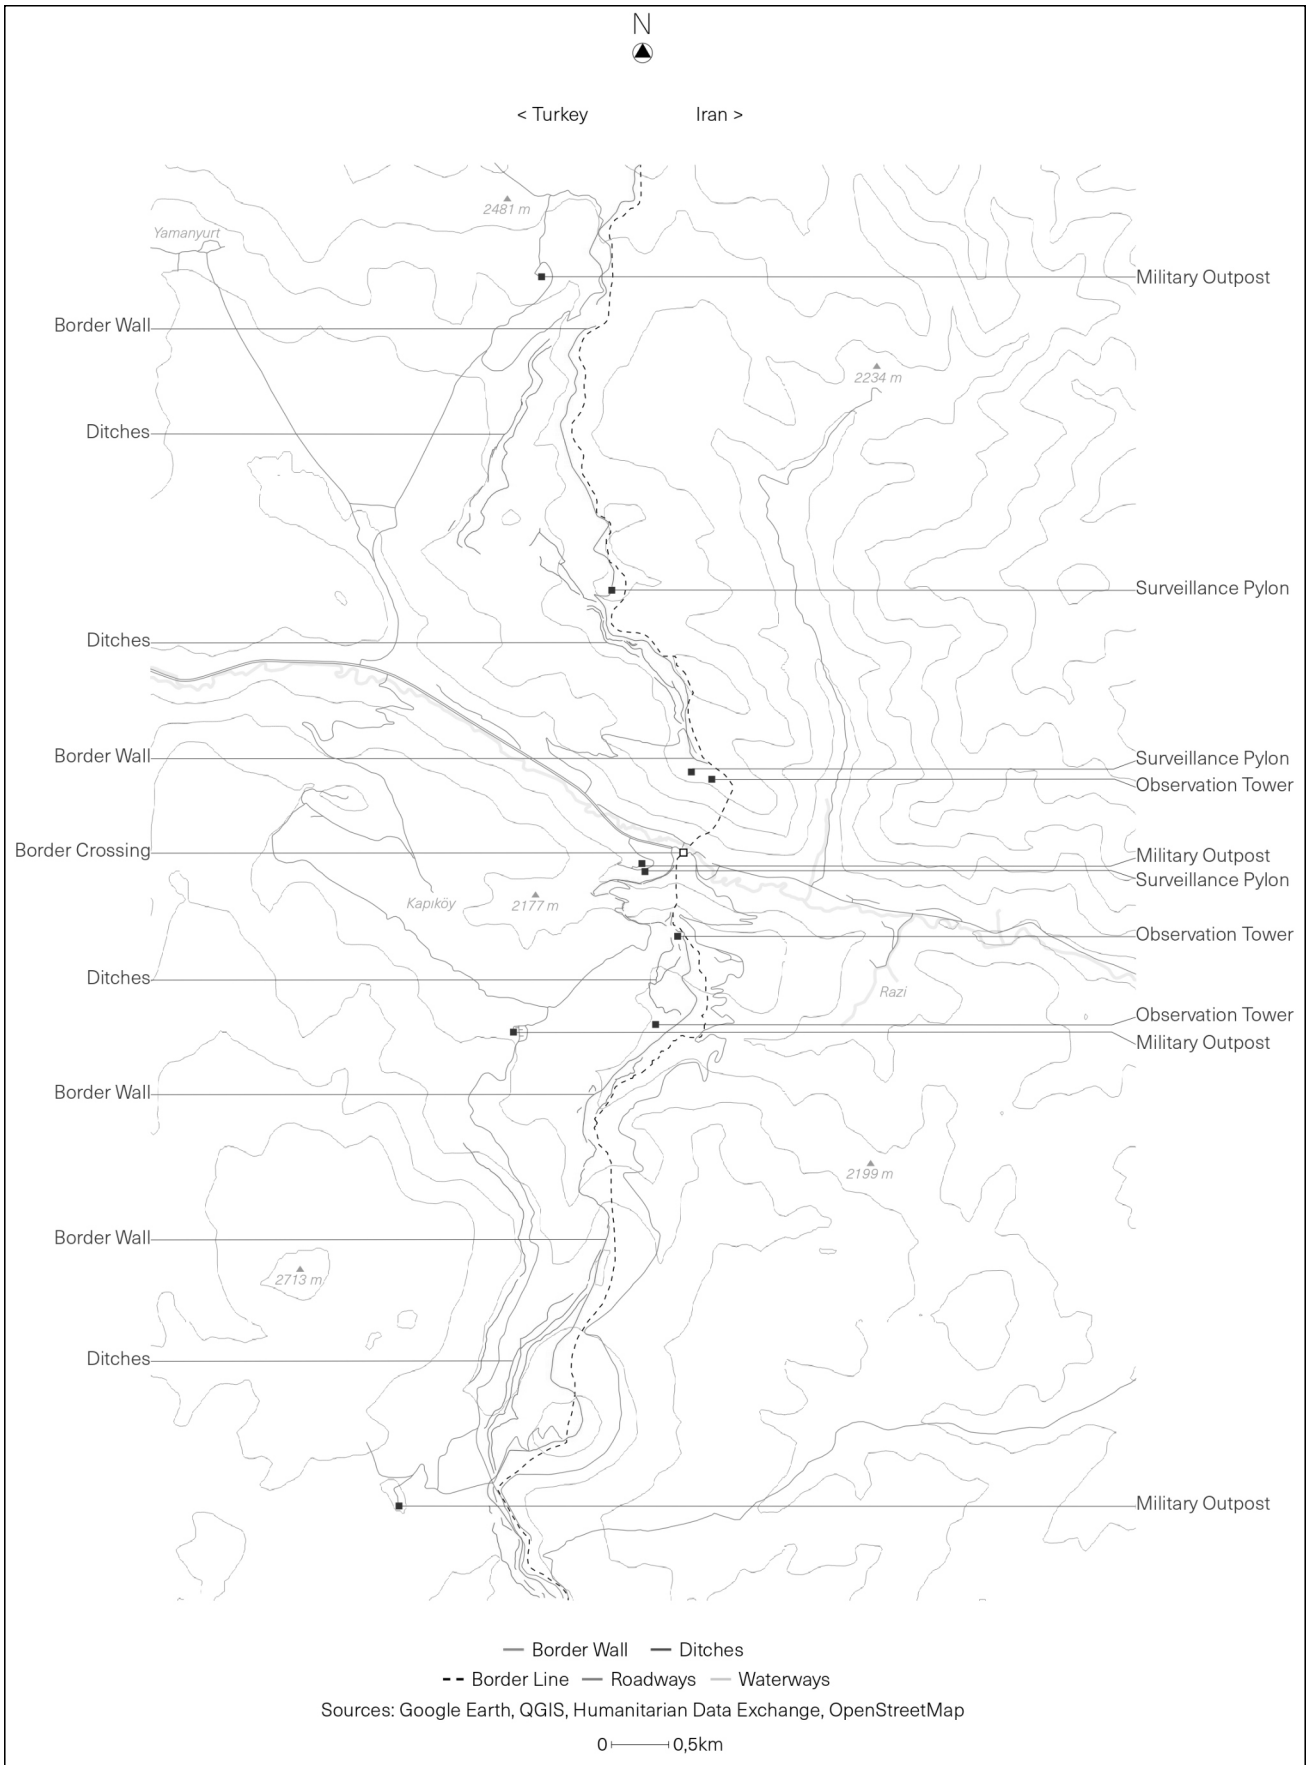 N
< Turkey
Iran >
2481 m
Yamanyurt
Military Outpost
Border Wall
2234 m
Ditches
Surveillance Pylon
Ditches
Border Wall
Surveillance Pylon
Observation Tower
Border Crossing
Military Outpost
Surveillance Pylon
Kapıköy
2177 m
Observation Tower
Ditches
Razi
Observation Tower
Military Outpost
Border Wall
2199 m
Border Wall
2713 m
Ditches
Military Outpost
Border Wall
Ditches
Border Line
Roadways
Waterways
Sources: Google Earth, QGIS, Humanitarian Data Exchange, OpenStreetMap
0
0,5km